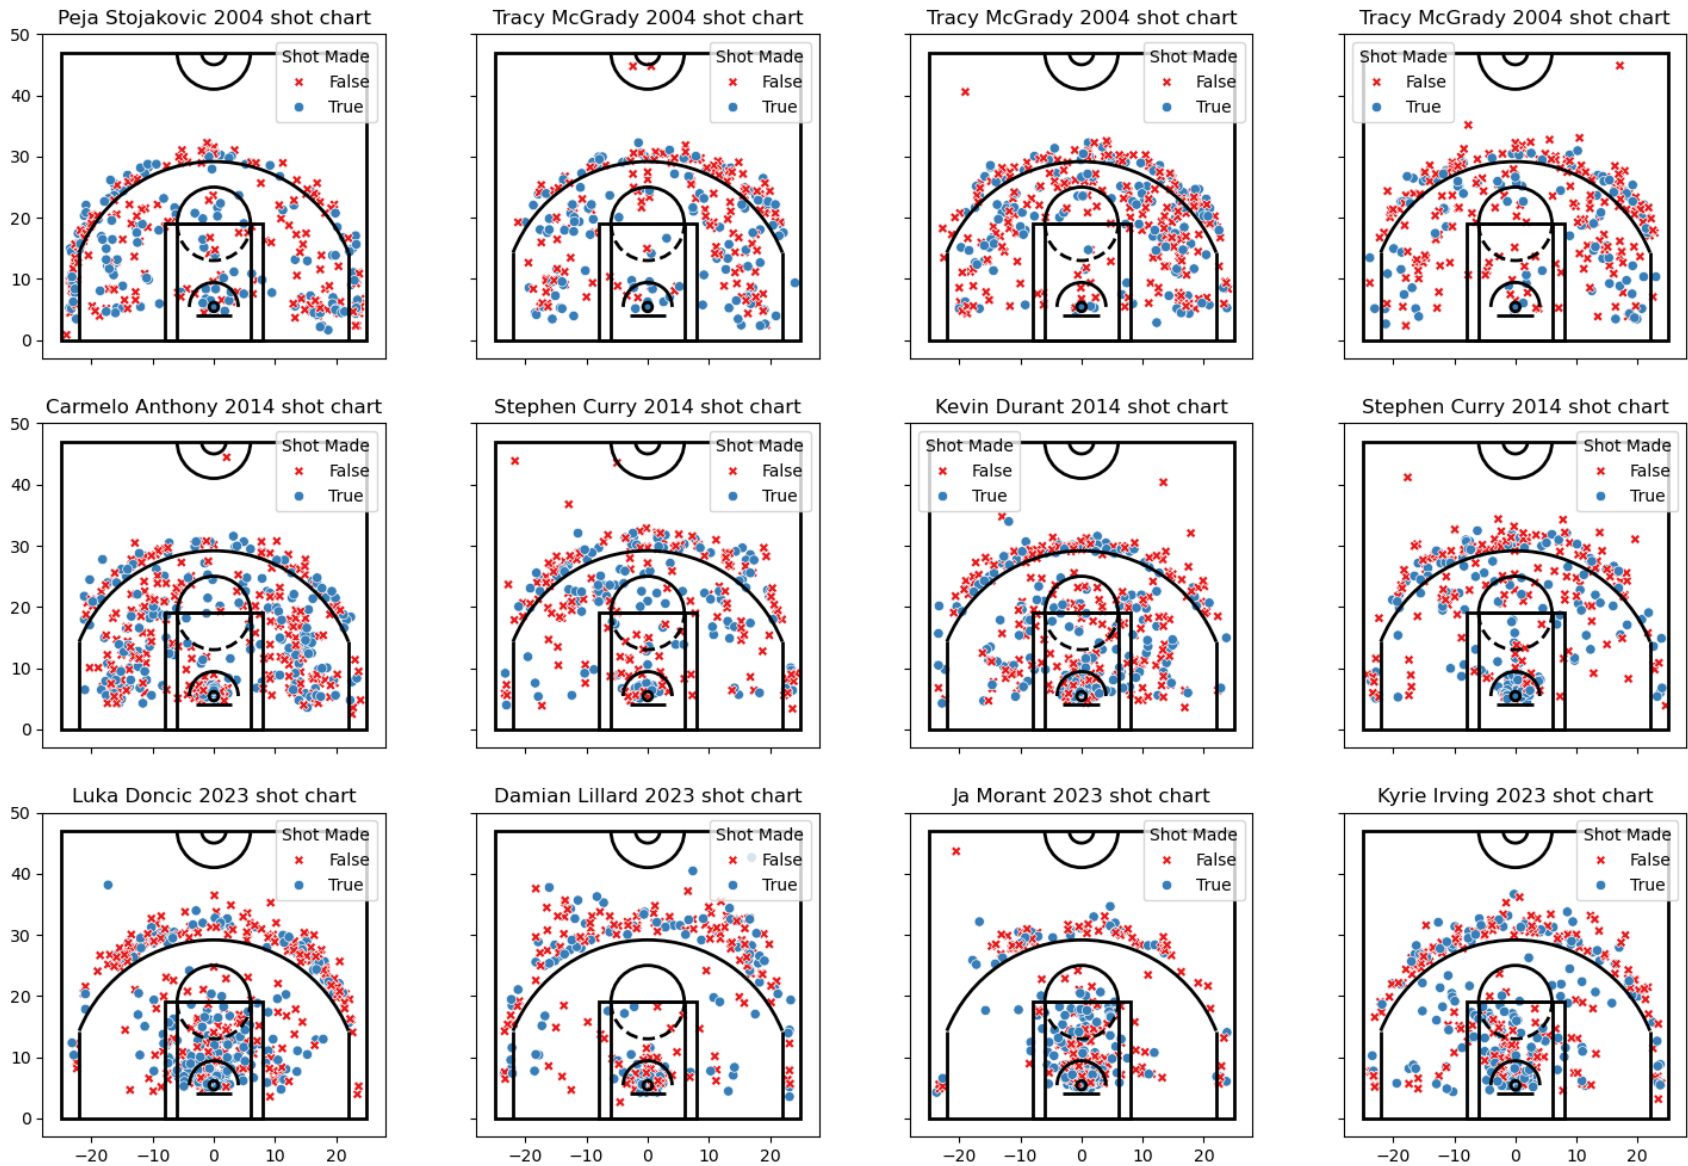 Peja Stojakovic 2004 shot chart
Tracy McGrady 2004 shot chart
Tracy McGrady 2004 shot chart
Tracy McGrady 2004 shot chart
50
40
30
20
10
0
Shot Made
False
True
Shot Made
False
True
Shot Made
False
True
Shot Made
False
True
Carmelo Anthony 2014 shot chart
Stephen Curry 2014 shot chart
Kevin Durant 2014 shot chart
Stephen Curry 2014 shot chart
50
40
30
20
10
0
Shot Made
False
True
Shot Made
False
True
Shot Made
False
True
Shot Made
False
True
Luka Doncic 2023 shot chart
Damian Lillard 2023 shot chart
Ja Morant 2023 shot chart
Kyrie Irving 2023 shot chart
50
40
30
20
10
0
Shot Made
False
True
Shot Made
False
True
Shot Made
False
True
Shot Made
False
True
−20 −10 0 10 20
−20 −10 0 10 20
−20 −10 0 10 20
−20 −10 0 10 20